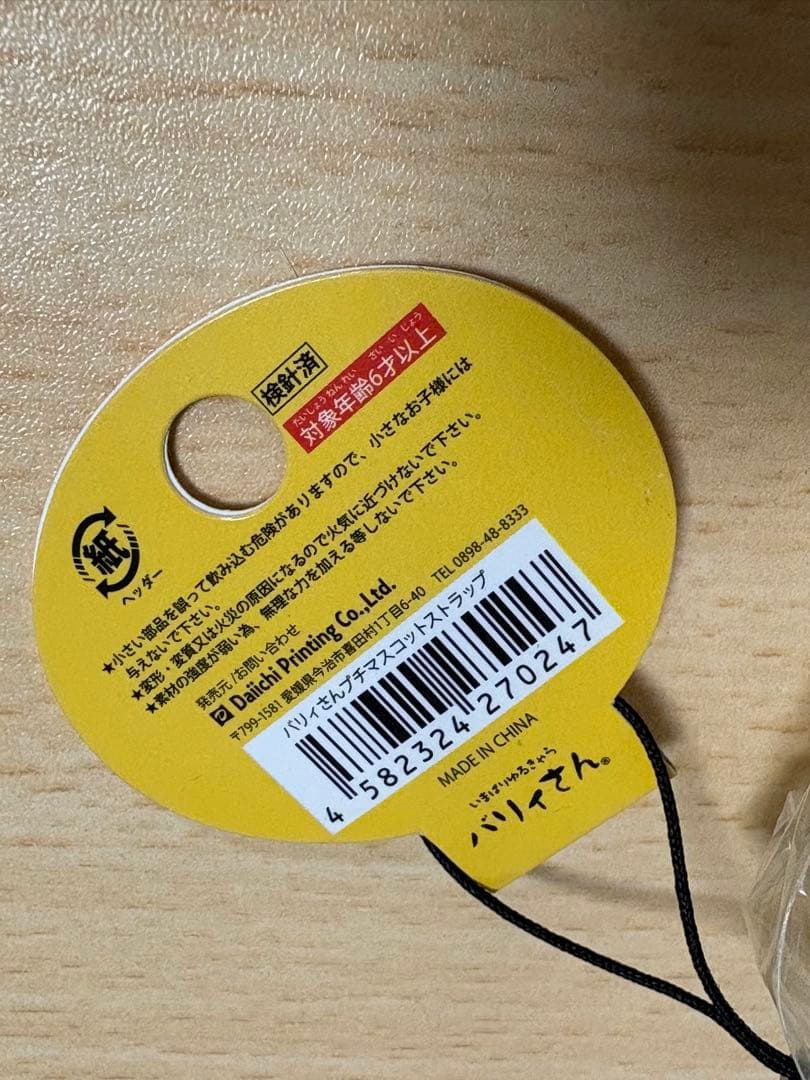 検針済
たいしょうねんれい さいいじょう
対象年齢6才以上
紙
ヘッダー
★小さい部品を誤って飲み込む危険がありますので、小さなお子様には
与えないで下さい。
★変形・変質又は火災の原因になるので火気に近づけないで下さい。
★素材の強度が弱い為、無理な力を加える等しないで下さい。
発売元/お問い合わせ
Daiichi Printing Co.,Ltd.
〒799-1581 愛媛県今治市喜田村1丁目6-40 TEL 0898-48-8333
バリィさんプチマスコットストラップ
4 582324 270247
MADE IN CHINA
いまばりゆるきゃら
バリィさん®